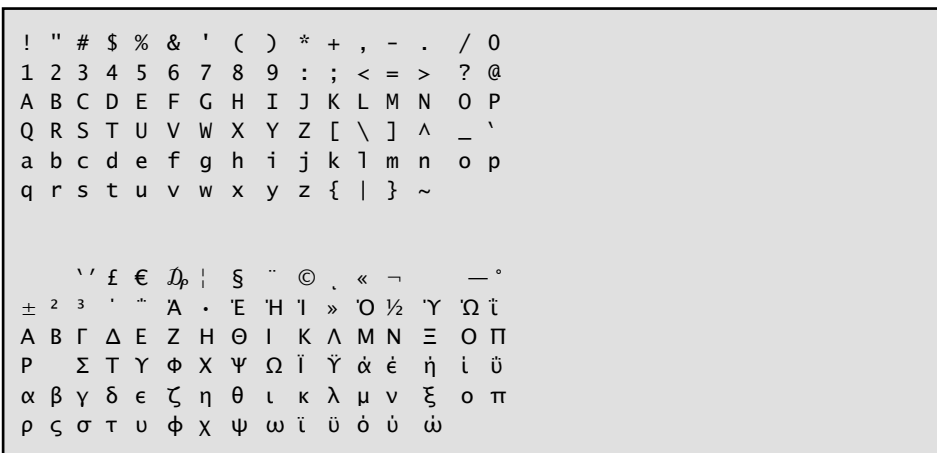 ! " # $ % & ' ( ) * + , - . / 0
1 2 3 4 5 6 7 8 9 : ; < = > ? @
A B C D E F G H I J K L M N O P
Q R S T U V W X Y Z [ \ ] ^ _ `
a b c d e f g h i j k l m n o p
q r s t u v w x y z { | } ~
‘ ’ £ € ₯ ¦ § ¨ © ͺ « ¬ ― °
± ² ³ ΄ ΅ Ά · Έ Ή Ί » Ό ½ Ύ Ώ ΐ
Α Β Γ Δ Ε Ζ Η Θ Ι Κ Λ Μ Ν Ξ Ο Π
Ρ Σ Τ Υ Φ Χ Ψ Ω Ϊ Ϋ ά έ ή ί ΰ
α β γ δ ε ζ η θ ι κ λ μ ν ξ ο π
ρ ς σ τ υ φ χ ψ ω ϊ ϋ ό ύ ώ